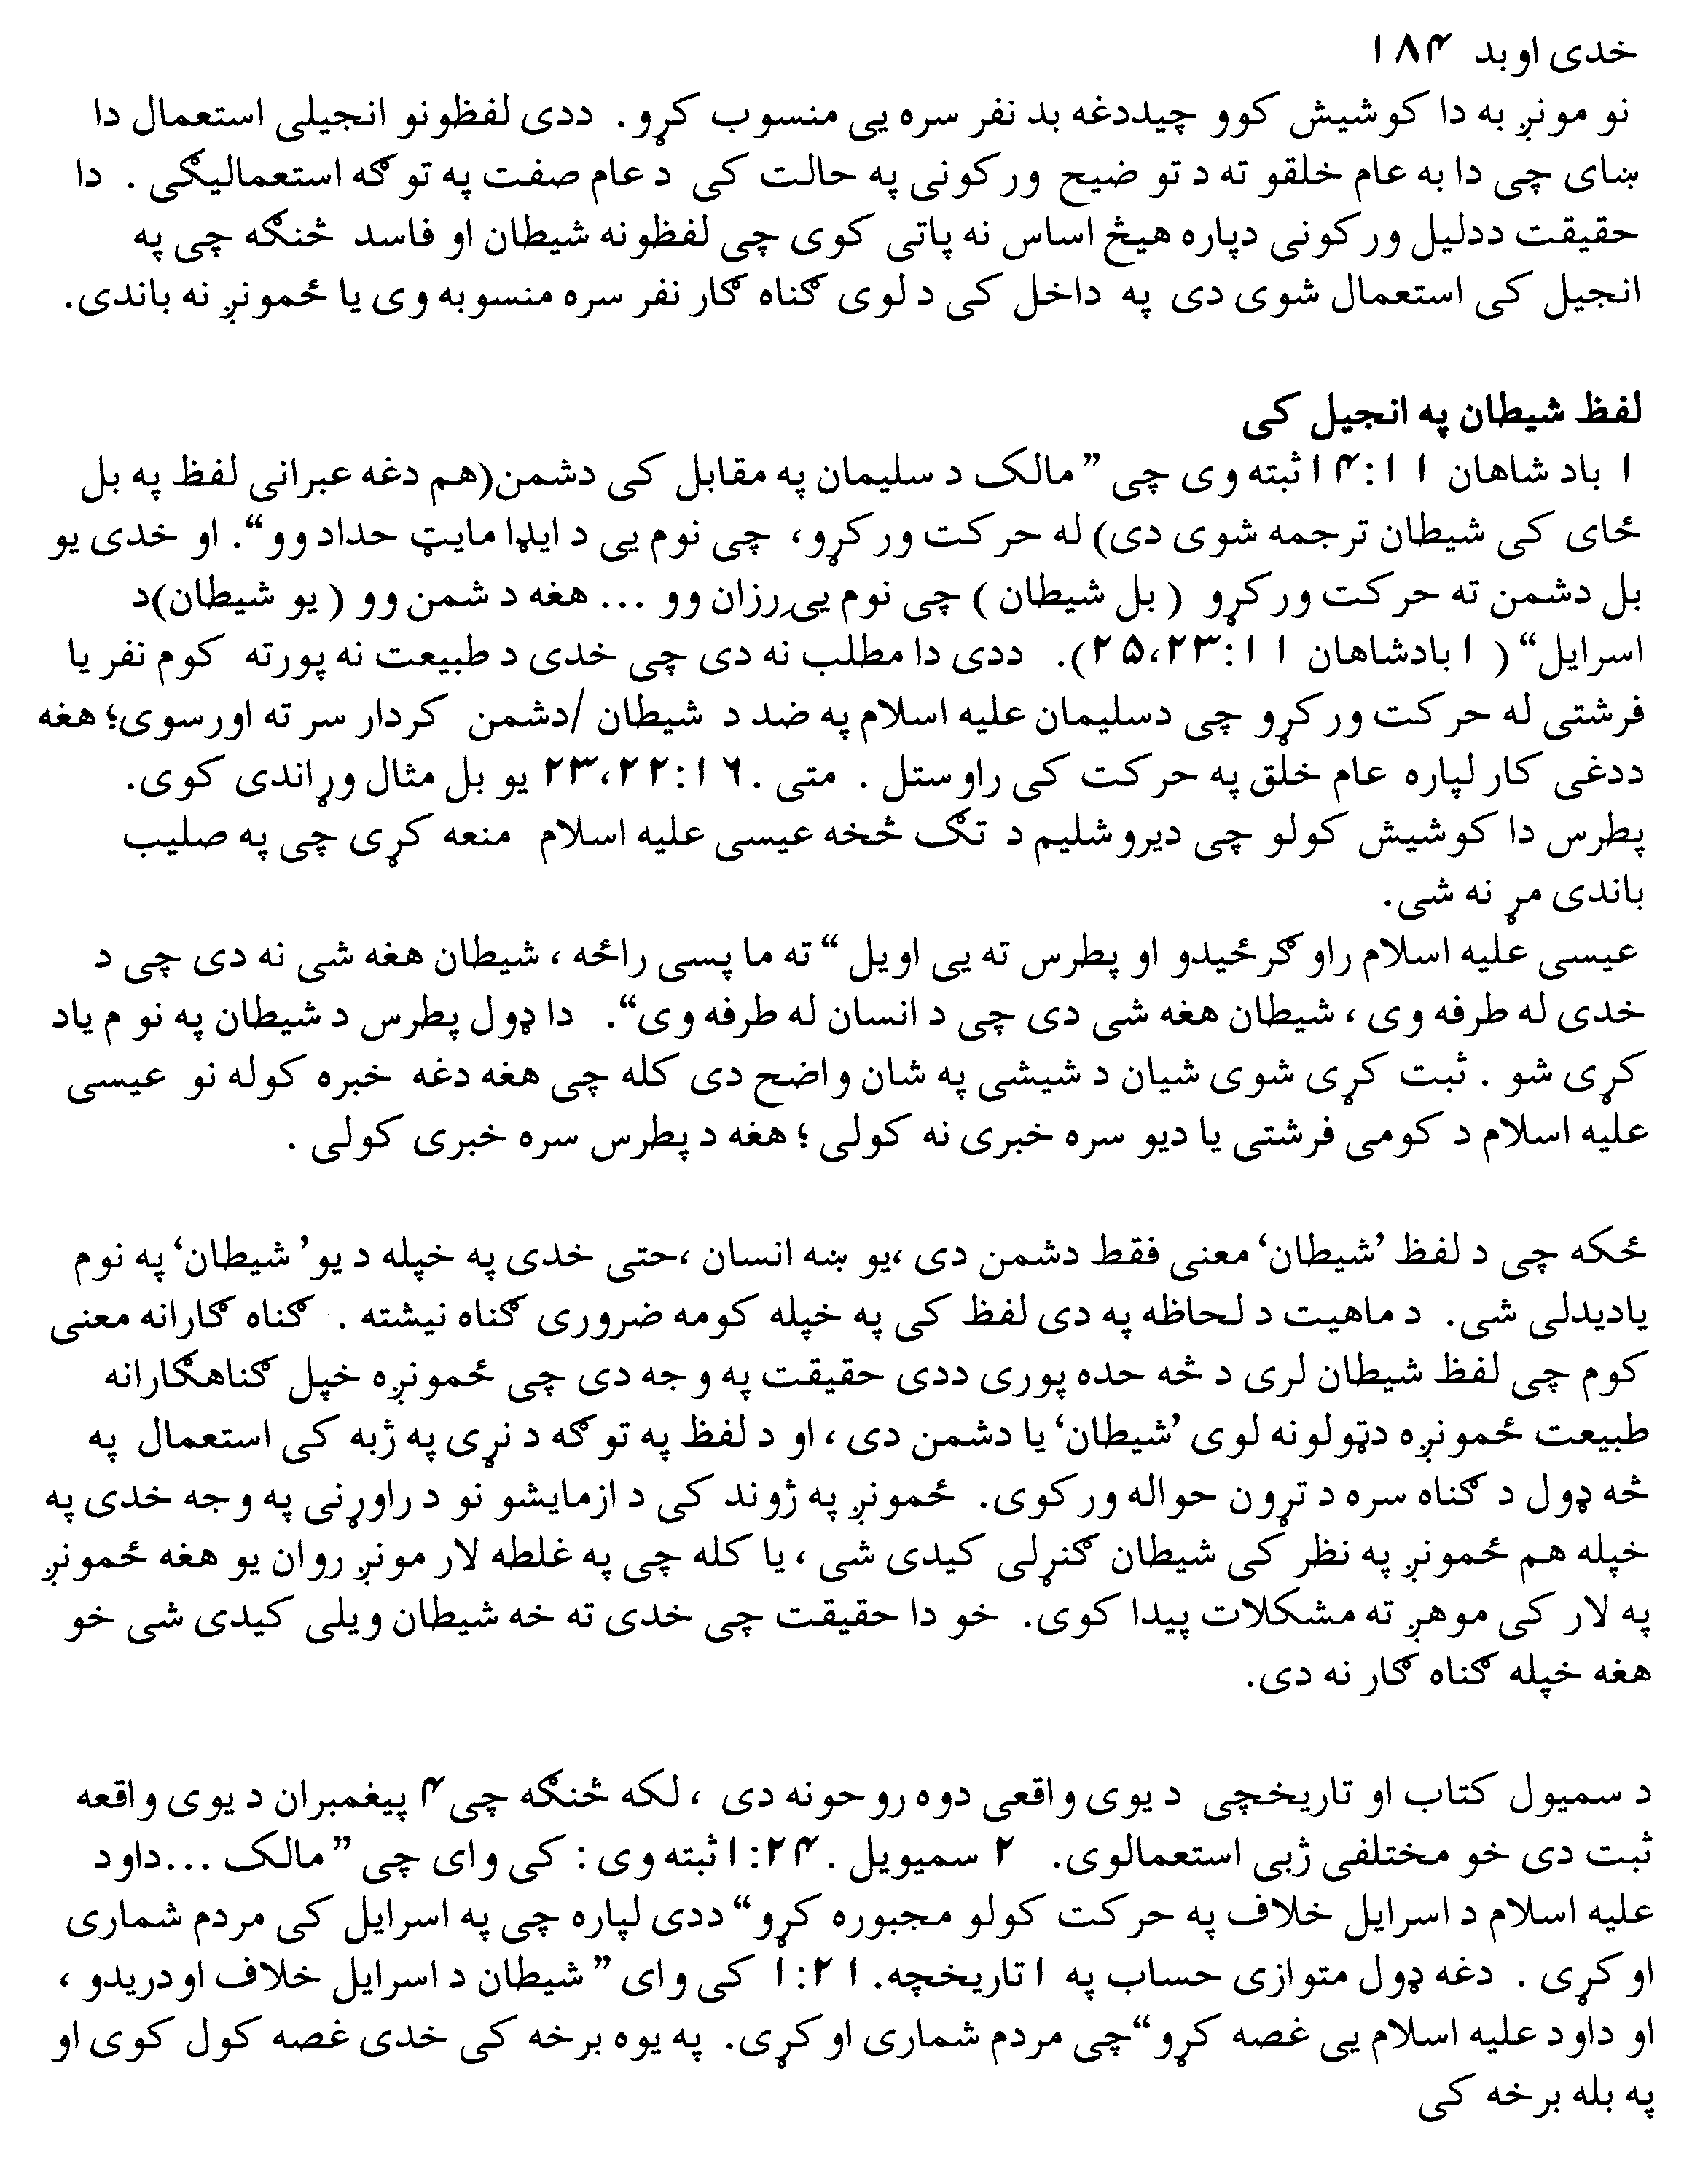 خدی او بد ۱۸۴
نو مونږ به دا کوشیش کوو چیددغه بد نفر سره یی منسوب کړو. ددی لفظونو انجیلی استعمال دا
ښای چی دا به عام خلقو ته د توضیح ورکونی په حالت کی د عام صفت په توګه استعمالیګی . دا
حقیقت ددلیل ورکونی دپاره هیڅ اساس نه پاتی کوی چی لفظونه شیطان او فاسد څنګه چی په
انجیل کی استعمال شوی دی په داخل کی د لوی ګناه ګار نفر سره منسوبه وی یا ځمونږ نه باندی.
لفظ شیطان په انجیل کی
۱ باد شاهان ۱۱:۱۴ ثبته وی چی ”مالک د سلیمان په مقابل کی دشمن(هم دغه عبرانی لفظ په بل
ځای کی شیطان ترجمه شوی دی) له حرکت ورکړو، چی نوم یی د ایډا مایټ حداد وو“. او خدی یو
بل دشمن ته حرکت ورکړو ( بل شیطان ) چی نوم یی رزان وو ... هغه دشمن وو ( یو شیطان)د
اسرایل“ ( ۱ بادشاهان ۱۱:۲۳،۲۵). ددی دا مطلب نه دی چی خدی د طبیعت نه پورته کوم نفر یا
فرشتی له حرکت ورکړو چی دسلیمان علیه اسلام په ضد د شیطان /دشمن کردار سر ته اورسوی؛ هغه
ددغی کار لپاره عام خلق په حرکت کی راوستل . متی .۱۶:۲۲،۲۳ یو بل مثال وړاندی کوی.
پطرس دا کوشیش کولو چی دیروشلیم د تګ څخه عیسی علیه اسلام منعه کړی چی په صلیب
باندی مړ نه شی.
عیسی علیه اسلام راوګرځیدو او پطرس ته یی اویل “ ته ما پسی راځه ، شیطان هغه شی نه دی چی د
خدی له طرفه وی ، شیطان هغه شی دی چی د انسان له طرفه وی“. دا ډول پطرس د شیطان په نوم یاد
کړی شو . ثبت کړی شوی شیان د شیشی په شان واضح دی کله چی هغه دغه خبره کوله نو عیسی
علیه اسلام د کومی فرشتی یا دیو سره خبری نه کولی ؛ هغه د پطرس سره خبری کولی .
ځکه چی د لفظ ’شیطان‘ معنی فقط دشمن دی ،یو ښه انسان ،حتی خدی په خپله د یو’ شیطان‘ په نوم
یادیدلی شی. د ماهیت د لحاظه په دی لفظ کی په خپله کومه ضروری ګناه نیشته . ګناه ګارانه معنی
کوم چی لفظ شیطان لری د څه حده پوری ددی حقیقت په وجه دی چی ځمونږه خپل ګناهګارانه
طبیعت ځمونږه دټولونه لوی ’شیطان‘ یا دشمن دی ، او د لفظ په توګه د نړی په ژبه کی استعمال په
څه ډول د ګناه سره د تړون حواله ورکوی. ځمونږ په ژوند کی د ازمایشو نو د راوړنی په وجه خدی په
خپله هم ځمونږ په نظر کی شیطان ګنړلی کیدی شی ، یا کله چی په غلطه لار مونږ روان یو هغه ځمونږ
په لار کی موهږ ته مشکلات پیدا کوی. خو دا حقیقت چی خدی ته خه شیطان ویلی کیدی شی خو
هغه خپله ګناه ګار نه دی.
د سمیول کتاب او تاریخچی د یوی واقعی دوه روحونه دی ، لکه څنګه چی ۴ پیغمبران د یوی واقعه
ثبت دی خو مختلفی ژبی استعمالوی. ۲ سمیویل .۱:۲۴ ثبته وی : کی وای چی ”مالک ...داود
علیه اسلام د اسرایل خلاف په حرکت کولو مجبوره کړو“ ددی لپاره چی په اسرایل کی مردم شماری
اوکړی . دغه ډول متوازی حساب په ۱ تاریخچه. ۱:۲۱ کی وای ” شیطان د اسرایل خلاف اودریدو ،
او داود علیه اسلام یی غصه کړو“چی مردم شماری اوکړی. په یوه برخه کی خدی غصه کول کوی او
په بله برخه کی